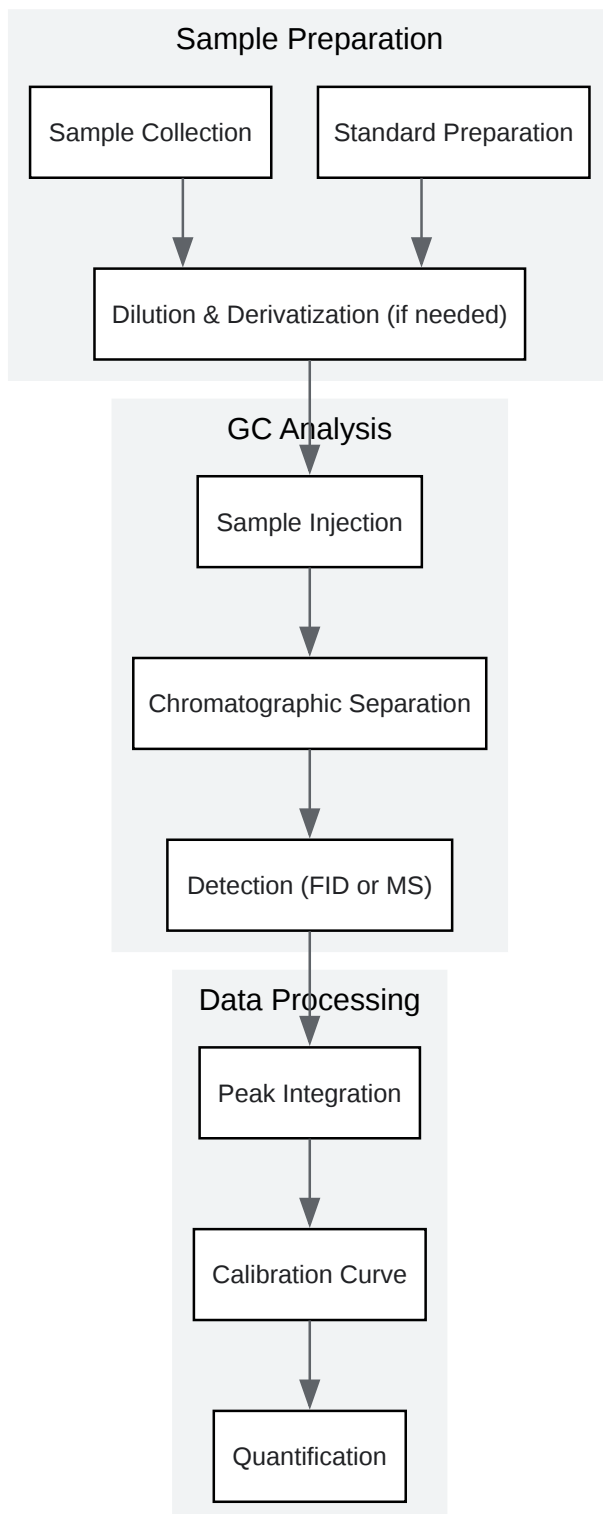 Sample Preparation
Sample Collection
Standard Preparation
Dilution & Derivatization (if needed)
GC Analysis
Sample Injection
Chromatographic Separation
Detection (FID or MS)
Data Processing
Peak Integration
Calibration Curve
Quantification